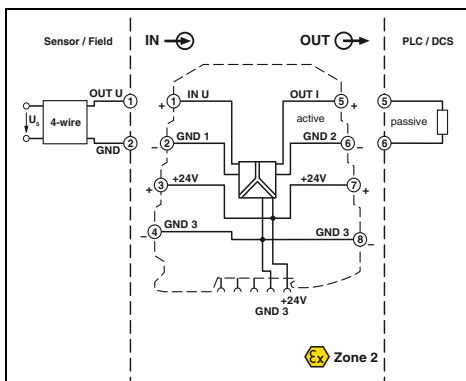 Sensor / Field
IN
OUT
PLC / DCS
OUT U
1
1
IN U
OUT I
5
5
+
+
Us
4-wire
active
passive
GND
2
2
GND 1
GND 2
6
6
–
–
3
+24V
+24V
7
+
+
4
GND 3
GND 3
8
–
–
+24V
GND 3
Ex
Zone 2